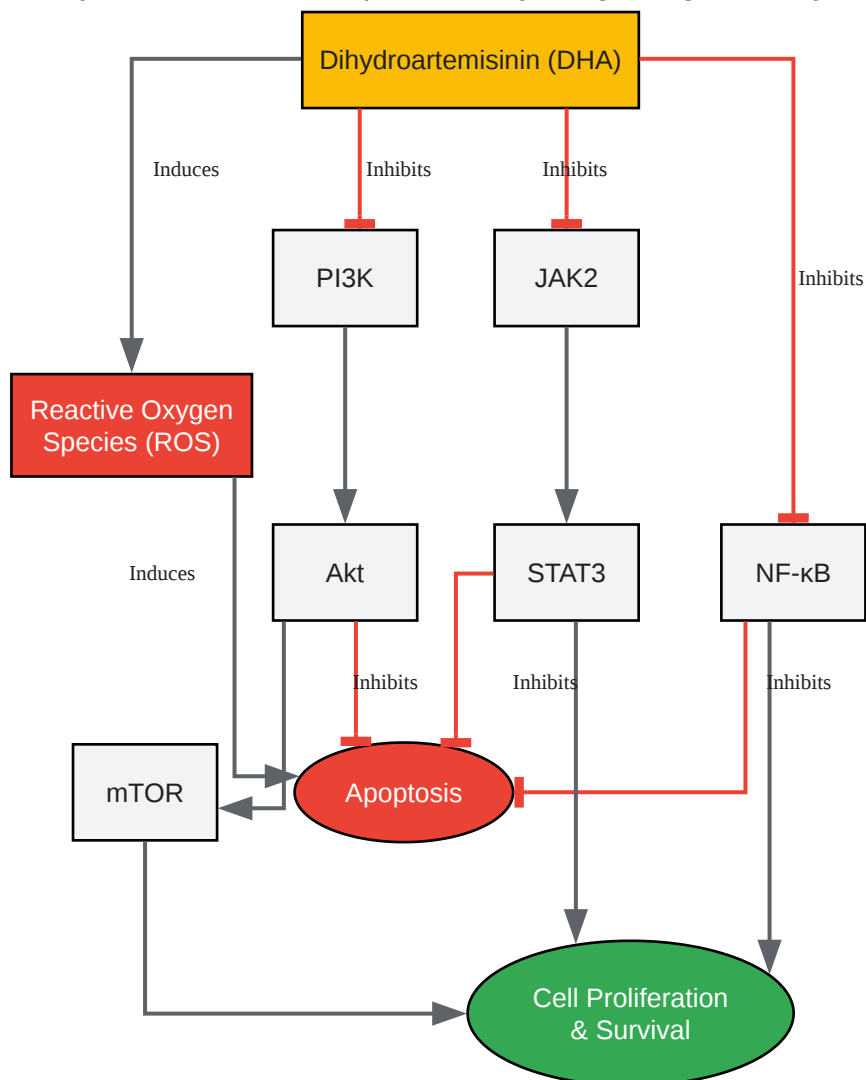 Dihydroartemisinin (DHA)
Induces
Inhibits
Inhibits
PI3K
JAK2
Inhibits
Reactive Oxygen
Species (ROS)
Akt
STAT3
NF-κB
Induces
Inhibits
Inhibits
Inhibits
mTOR
Apoptosis
Cell Proliferation
& Survival